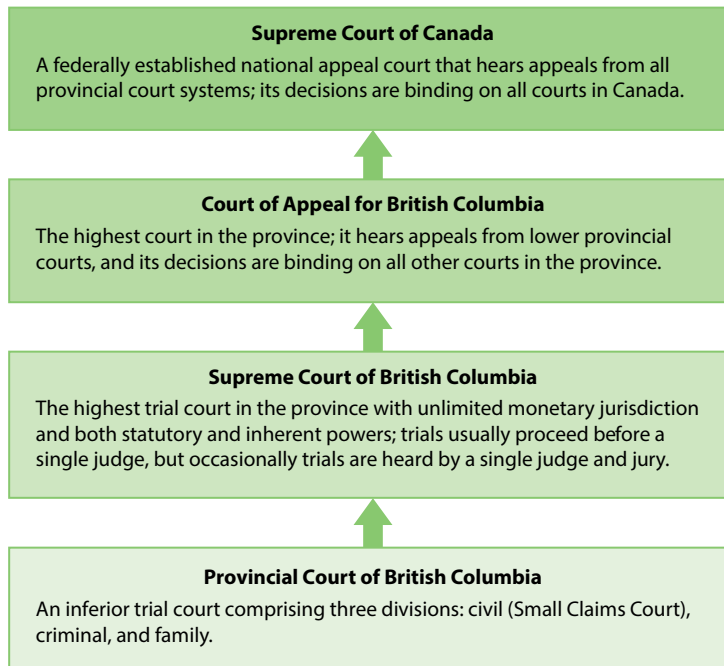 Supreme Court of Canada
A federally established national appeal court that hears appeals from all
provincial court systems; its decisions are binding on all courts in Canada.
Court of Appeal for British Columbia
The highest court in the province; it hears appeals from lower provincial
courts, and its decisions are binding on all other courts in the province.
Supreme Court of British Columbia
The highest trial court in the province with unlimited monetary jurisdiction
and both statutory and inherent powers; trials usually proceed before a
single judge, but occasionally trials are heard by a single judge and jury.
Provincial Court of British Columbia
An inferior trial court comprising three divisions: civil (Small Claims Court),
criminal, and family.